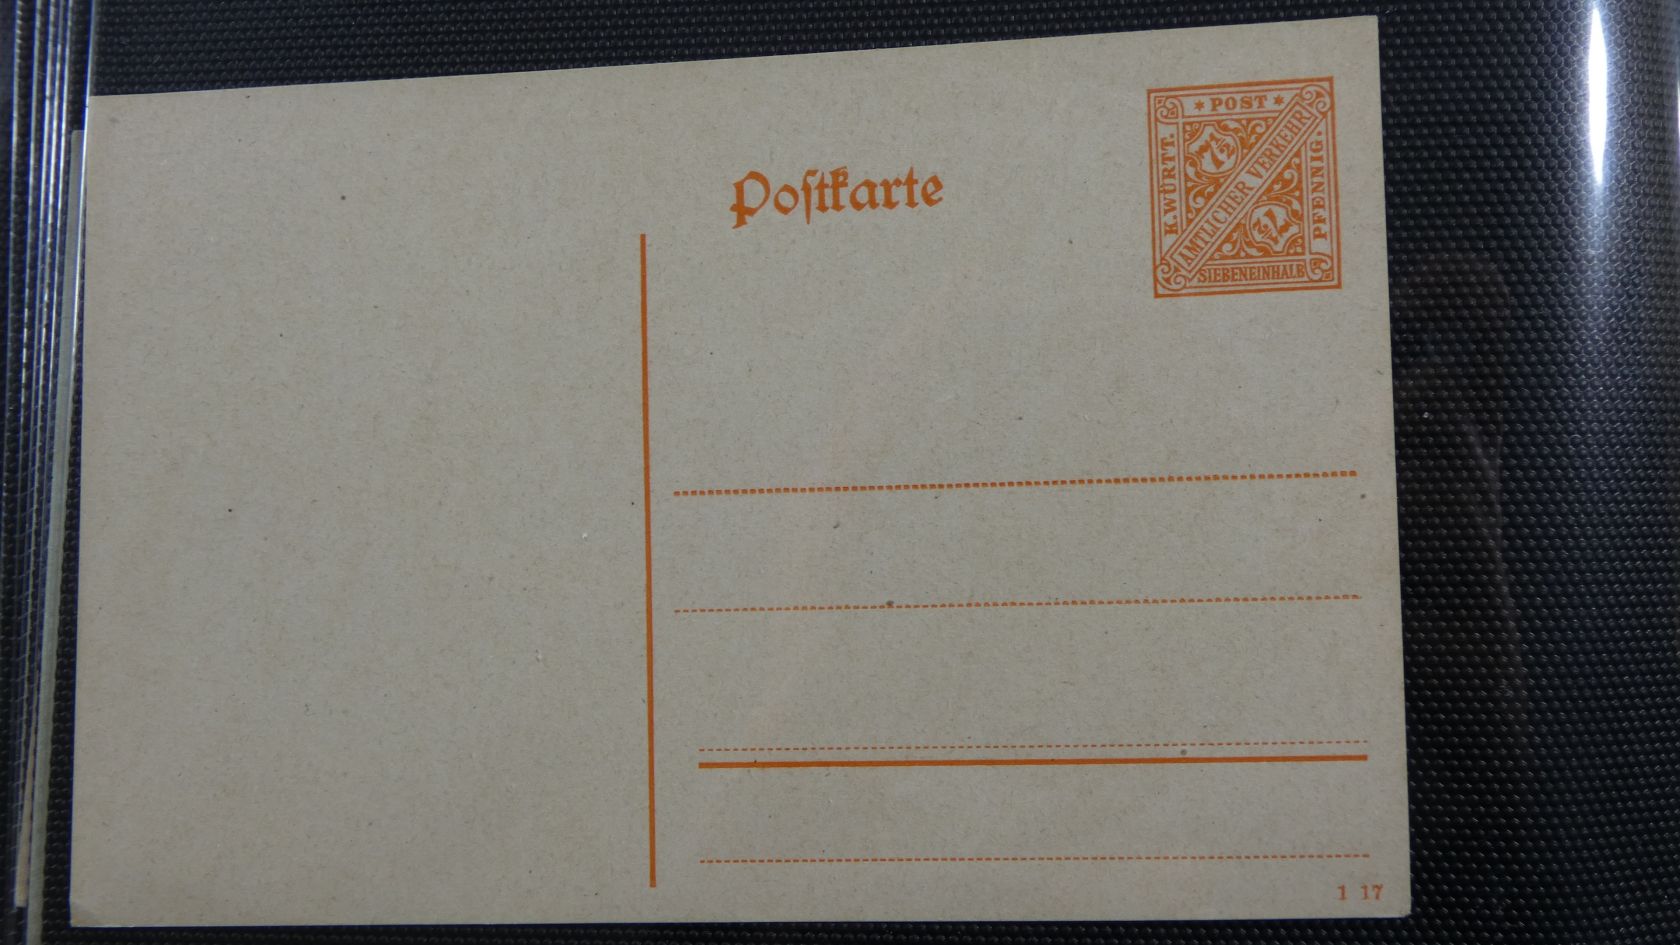 Poſtkarte
* POST *
K.WÜRTT.
7½
AMTLICHER VERKEHR
7½
PFENNIG.
SIEBENEINHALB
1 17